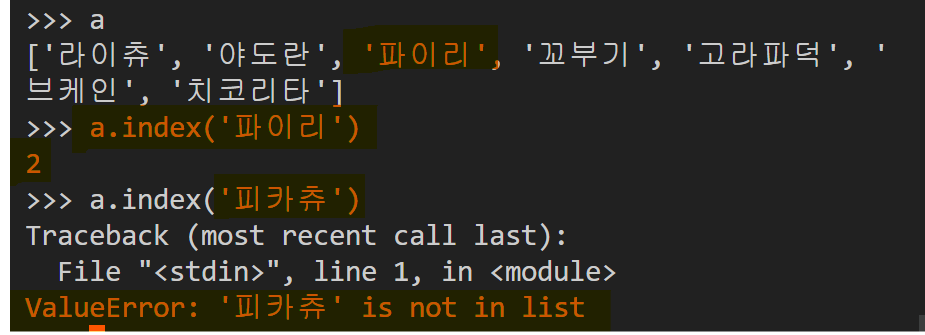 >>> a
['라이츄', '야도란', '파이리', '꼬부기', '고라파덕', '
브케인', '치코리타']
>>> a.index('파이리')
2
>>> a.index('피카츄')
Traceback (most recent call last):
  File "<stdin>", line 1, in <module>
ValueError: '피카츄' is not in list